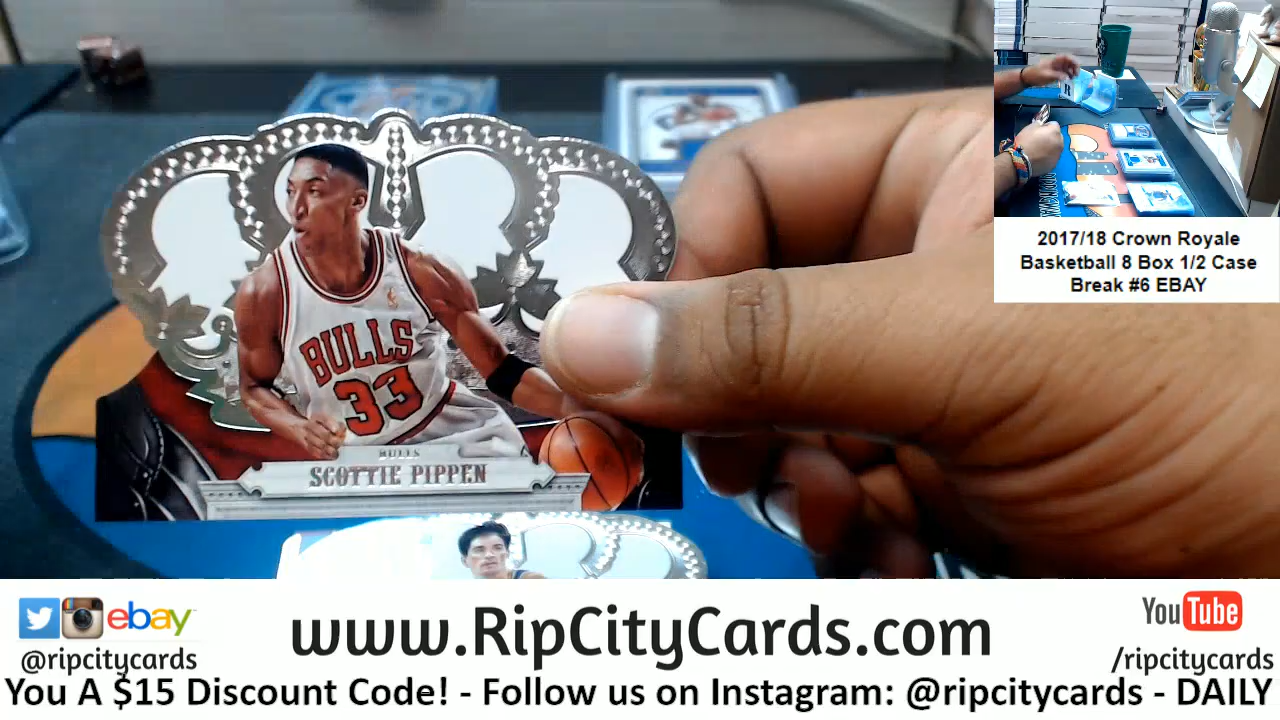 BULLS
33
BULLS
SCOTTIE PIPPEN
2017/18 Crown Royale
Basketball 8 Box 1/2 Case
Break #6 EBAY
ebay
@ripcitycards
www.RipCityCards.com
YouTube
/ripcitycards
You A $15 Discount Code! - Follow us on Instagram: @ripcitycards - DAILY